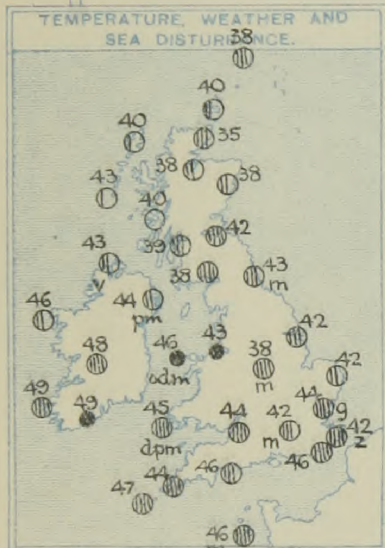 TEMPERATURE, WEATHER AND
SEA DISTURBANCE.
38
40
40 35
38 38
43 40
42
43 39
v 38 43
m
46 44
pm
42
48 46 43 38
odm m
42
49 49 44
g
45 44 42 42
dpm m z
46
44 46
47
46